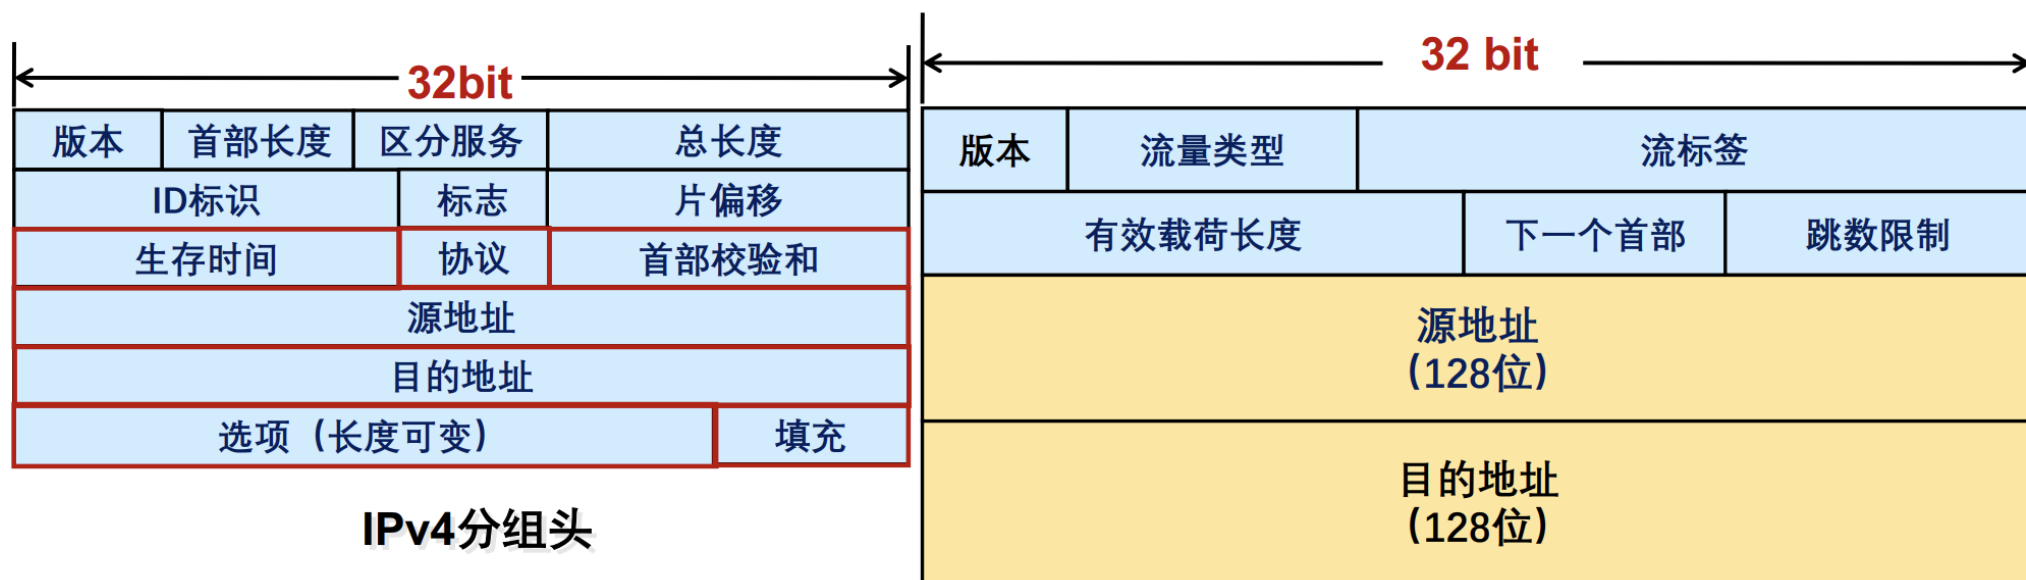 32bit
版本 首部长度 区分服务 总长度
ID标识 标志 片偏移
生存时间 协议 首部校验和
源地址
目的地址
选项（长度可变） 填充
IPv4分组头
32 bit
版本 流量类型 流标签
有效载荷长度 下一个首部 跳数限制
源地址
(128位)
目的地址
(128位)